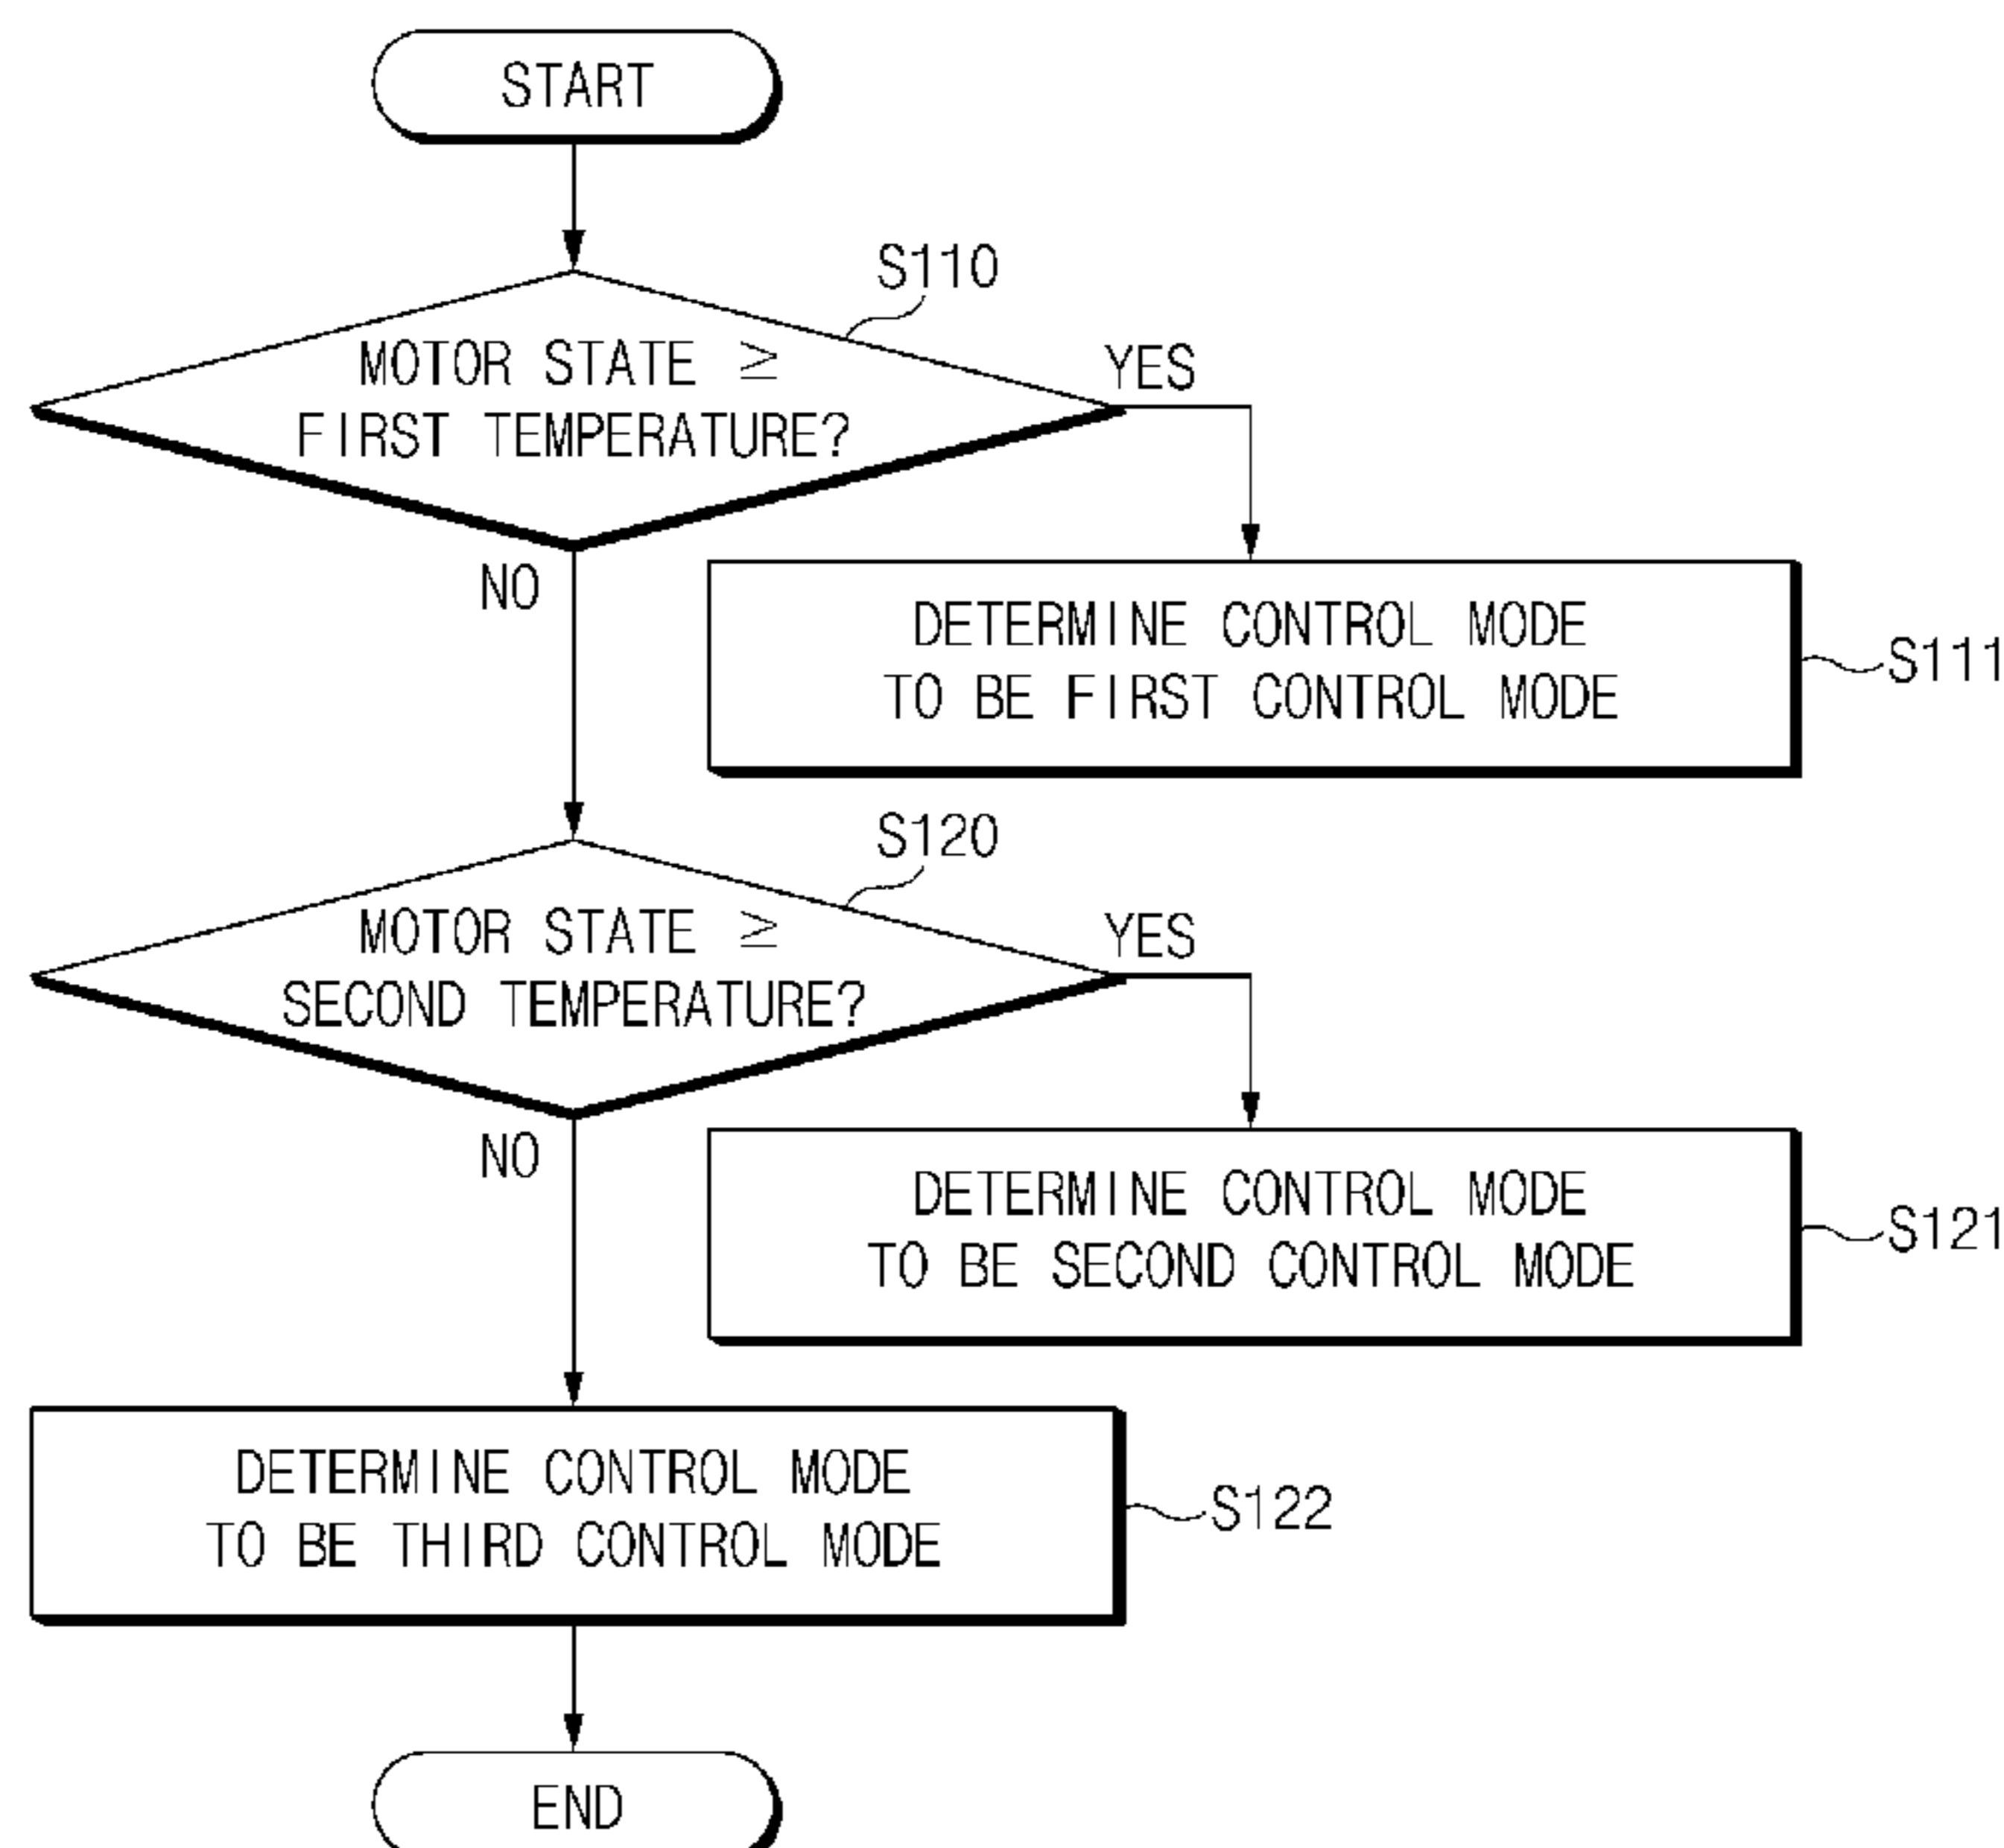 START
S110
MOTOR STATE ≥
FIRST TEMPERATURE?
YES
NO
DETERMINE CONTROL MODE
TO BE FIRST CONTROL MODE
S111
S120
MOTOR STATE ≥
SECOND TEMPERATURE?
YES
NO
DETERMINE CONTROL MODE
TO BE SECOND CONTROL MODE
S121
DETERMINE CONTROL MODE
TO BE THIRD CONTROL MODE
S122
END